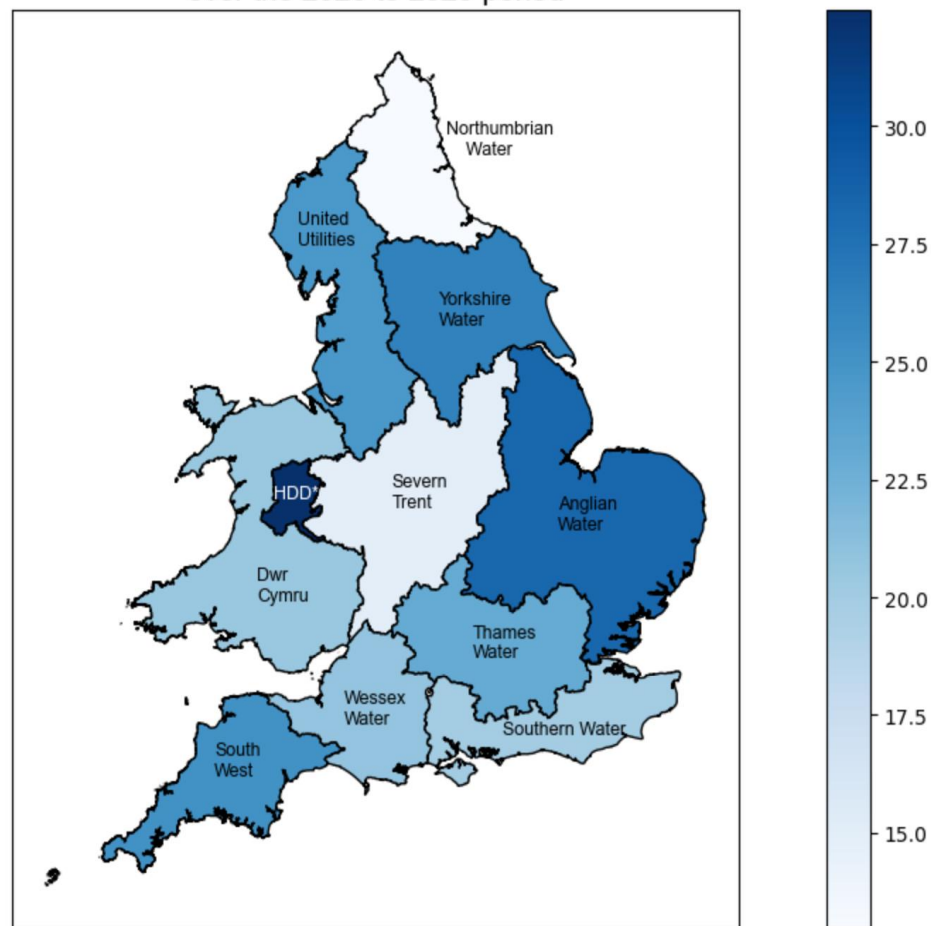 Northumbrian
Water
United
Utilities
Yorkshire
Water
HDD*
Severn
Trent
Anglian
Water
Dwr
Cymru
Thames
Water
Wessex
Water
Southern Water
South
West
30.0
27.5
25.0
22.5
20.0
17.5
15.0